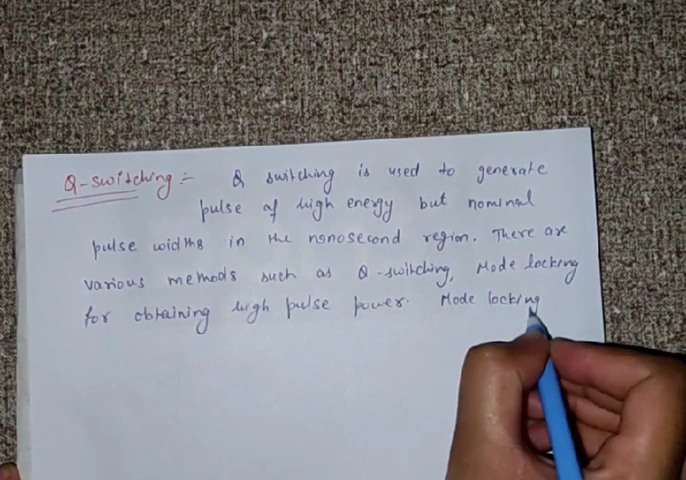 Q-switching :- Q switching is used to generate
pulse of high energy but nominal
pulse widths in the nanosecond region. There are
various methods such as Q-switching, Mode locking
for obtaining high pulse power. Mode locking